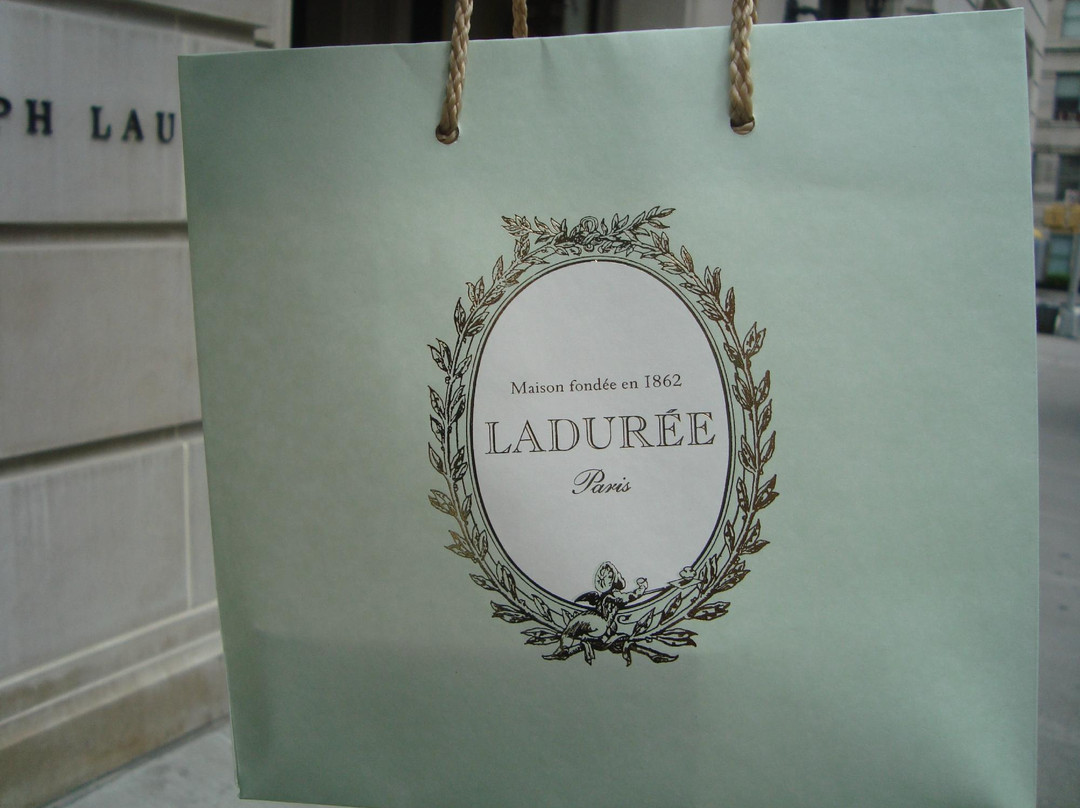 PH LAU
Maison fondée en 1862
LADURÉE
Paris